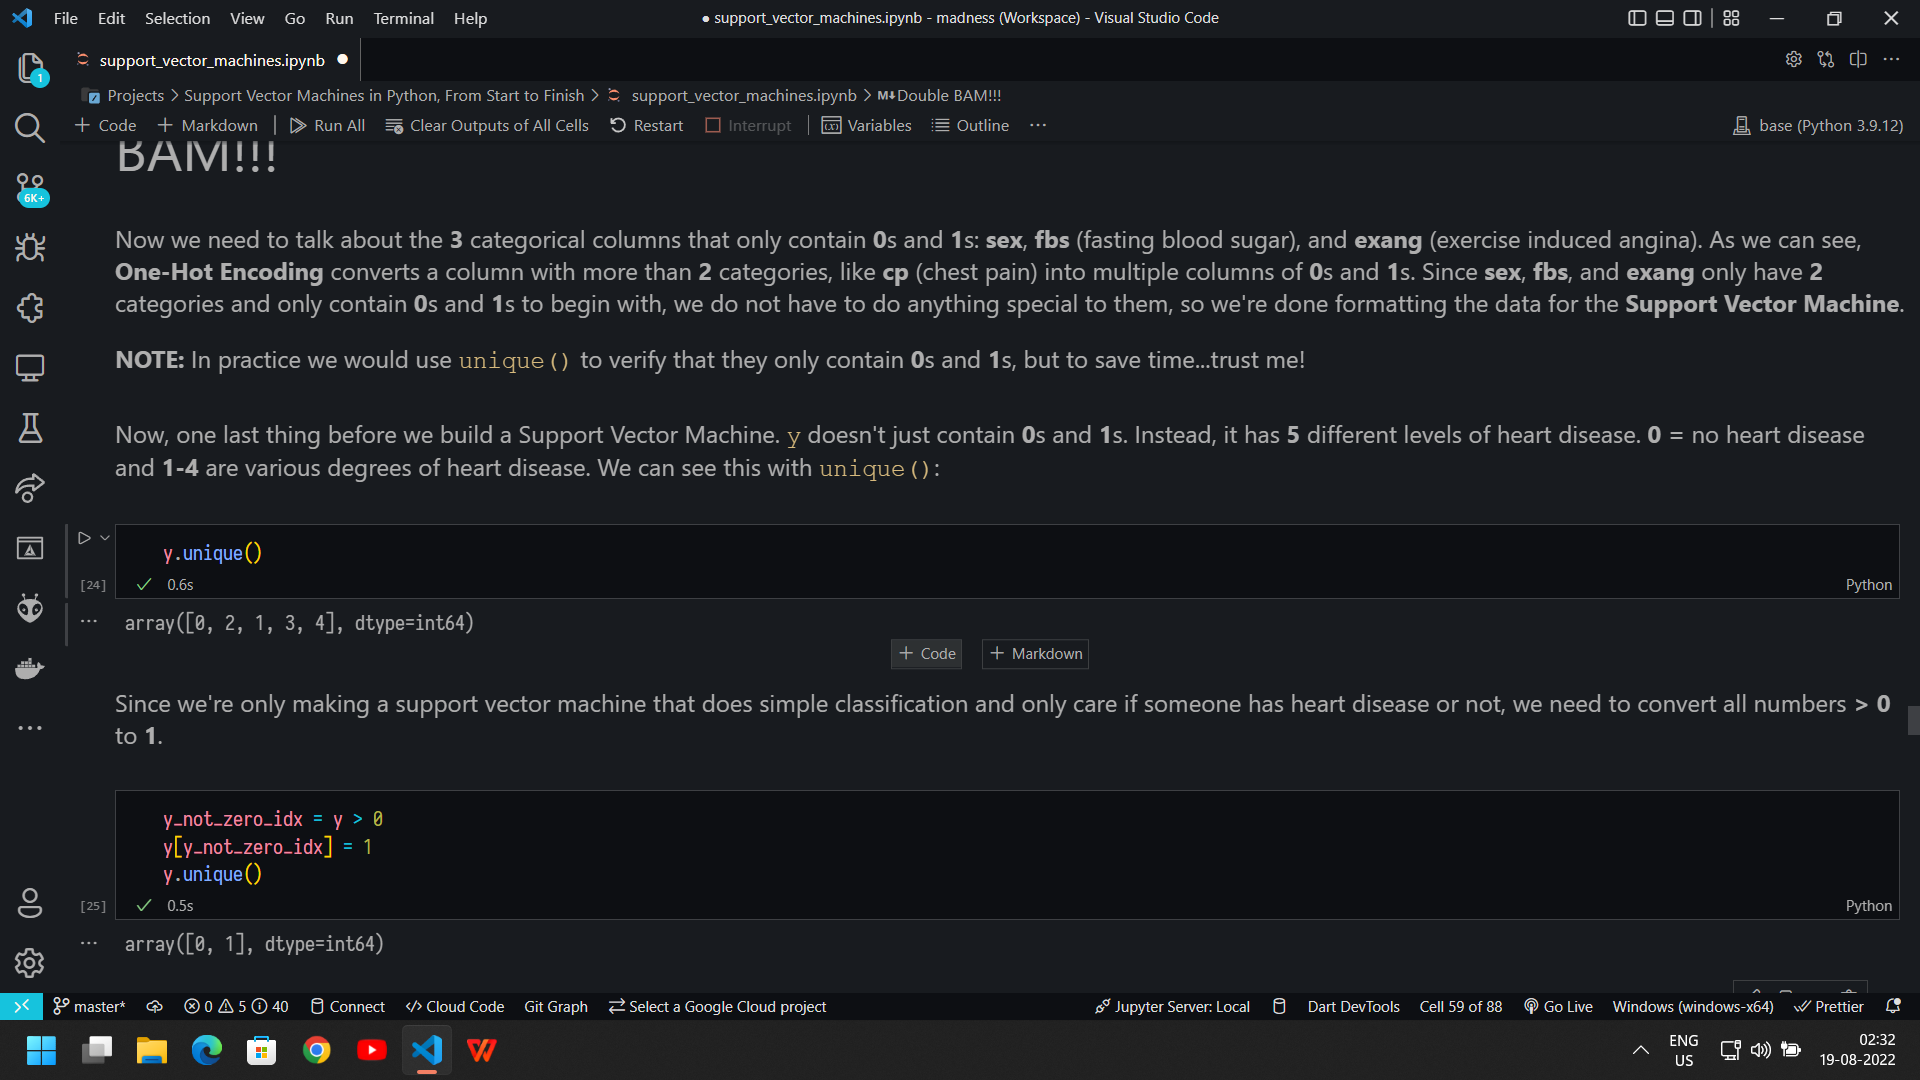 File Edit Selection View Go Run Terminal Help
● support_vector_machines.ipynb - madness (Workspace) - Visual Studio Code
support_vector_machines.ipynb ●
Projects > Support Vector Machines in Python, From Start to Finish > support_vector_machines.ipynb > M↓Double BAM!!!
+ Code + Markdown | Run All Clear Outputs of All Cells Restart Interrupt | Variables Outline ...
base (Python 3.9.12)
1
6K+
BAM!!!
Now we need to talk about the 3 categorical columns that only contain 0s and 1s: sex, fbs (fasting blood sugar), and exang (exercise induced angina). As we can see,
One-Hot Encoding converts a column with more than 2 categories, like cp (chest pain) into multiple columns of 0s and 1s. Since sex, fbs, and exang only have 2
categories and only contain 0s and 1s to begin with, we do not have to do anything special to them, so we're done formatting the data for the Support Vector Machine.
NOTE: In practice we would use unique() to verify that they only contain 0s and 1s, but to save time...trust me!
Now, one last thing before we build a Support Vector Machine. y doesn't just contain 0s and 1s. Instead, it has 5 different levels of heart disease. 0 = no heart disease
and 1-4 are various degrees of heart disease. We can see this with unique():
y.unique()
[24] 0.6s Python
array([0, 2, 1, 3, 4], dtype=int64)
+ Code + Markdown
Since we're only making a support vector machine that does simple classification and only care if someone has heart disease or not, we need to convert all numbers > 0
to 1.
y_not_zero_idx = y > 0
y[y_not_zero_idx] = 1
y.unique()
[25] 0.5s Python
array([0, 1], dtype=int64)
master* 0 5 40 Connect Cloud Code Git Graph Select a Google Cloud project
Jupyter Server: Local Dart DevTools Cell 59 of 88 Go Live Windows (windows-x64) Prettier
ENG
US
02:32
19-08-2022